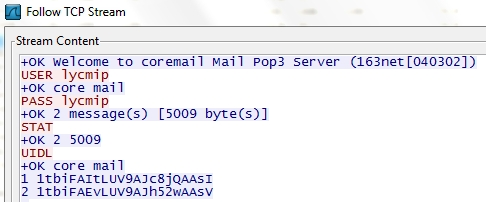 Follow TCP Stream
Stream Content
+OK Welcome to coremail Mail Pop3 Server (163net[040302])
USER lycmip
+OK core mail
PASS lycmip
+OK 2 message(s) [5009 byte(s)]
STAT
+OK 2 5009
UIDL
+OK core mail
1 1tbiFAItLUV9AJc8jQAAsI
2 1tbiFAEvLUV9AJh52wAAsV